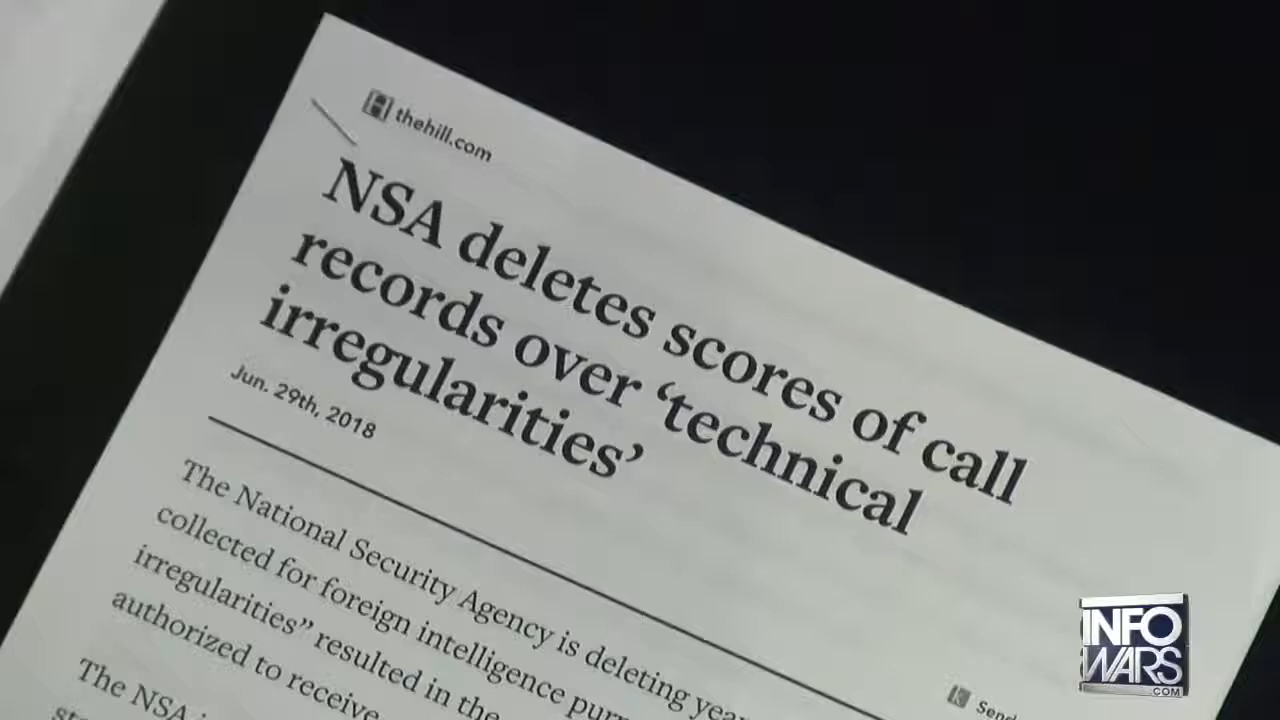 thehill.com
NSA deletes scores of call
records over ‘technical
irregularities’
Jun. 29th, 2018
The National Security Agency is deleting
collected for foreign intelligence
irregularities” resulted in the
authorized to receive
The NSA
INFO
WARS
.COM